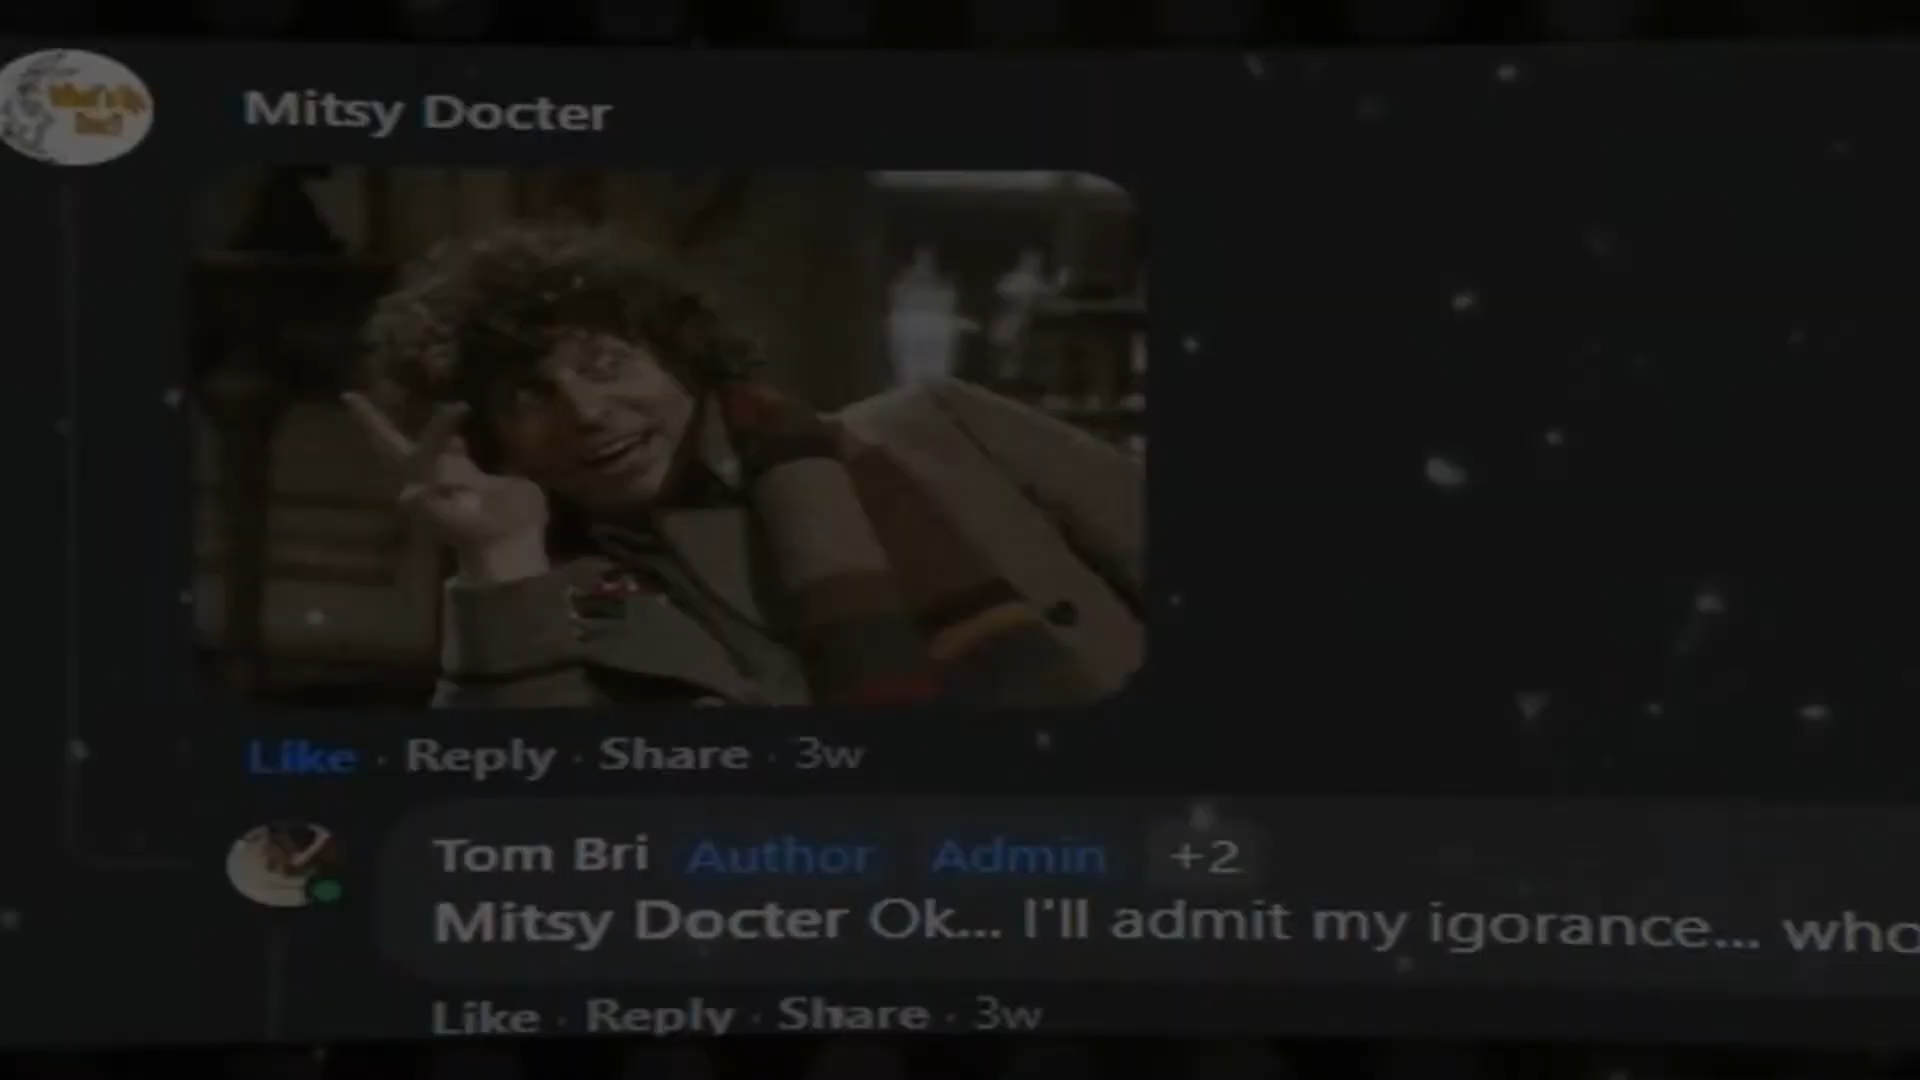 Mitsy Docter
Like · Reply · Share · 3w
Tom Bri Author Admin +2
Mitsy Docter Ok... I'll admit my igorance... who
Like · Reply · Share · 3w